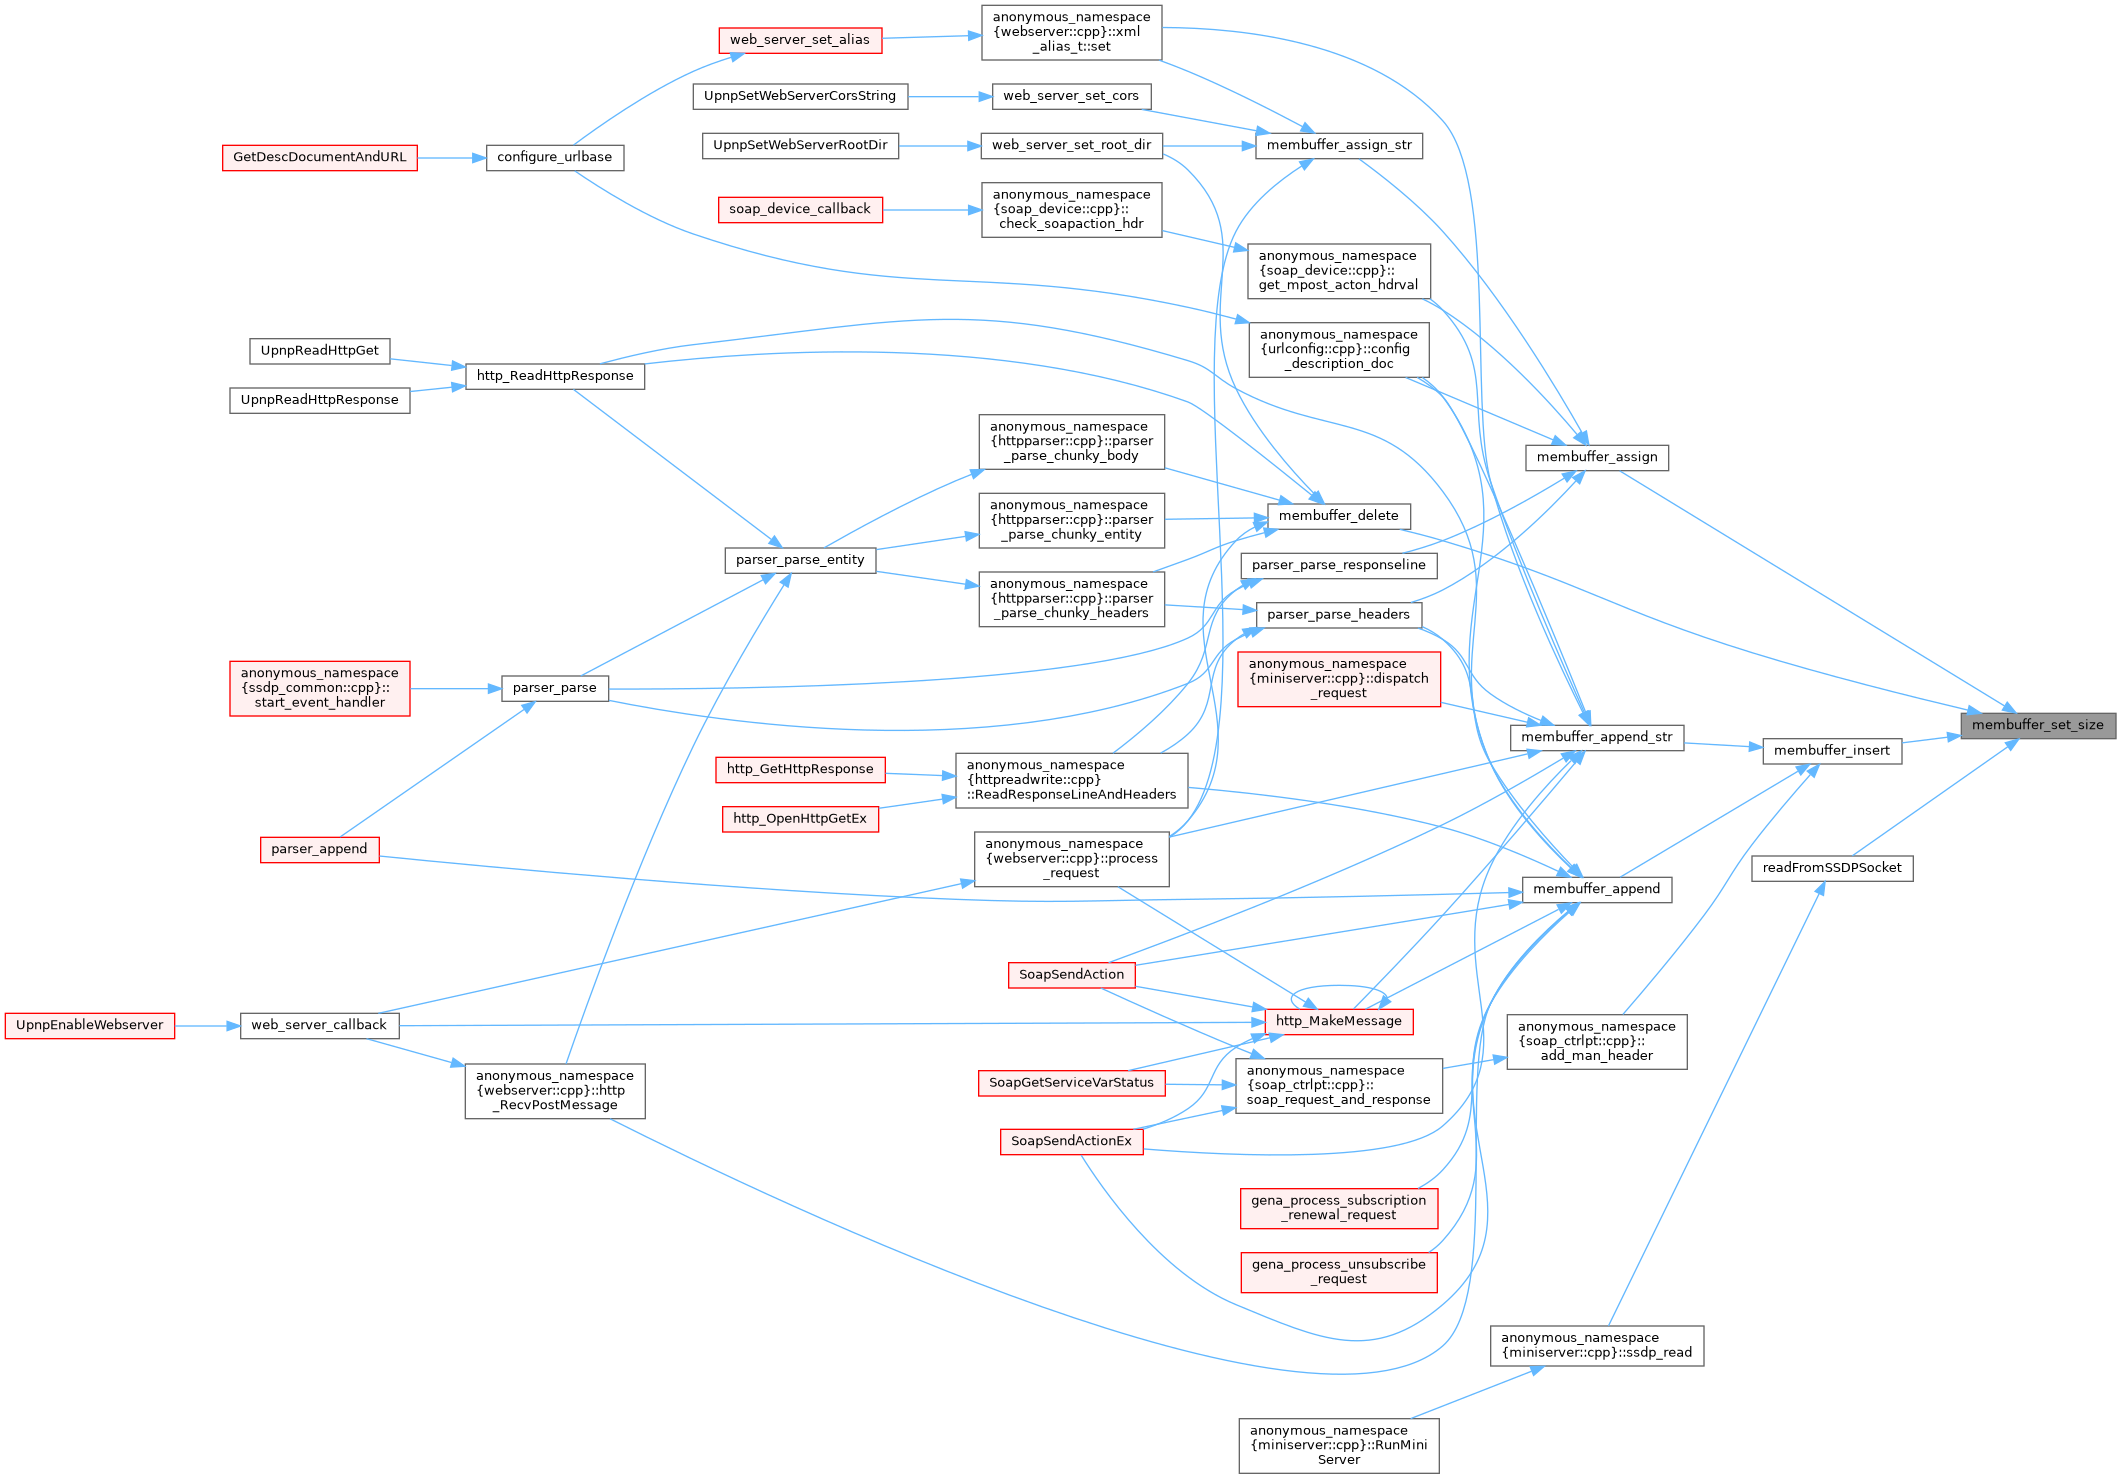 anonymous_namespace
{webserver::cpp}::xml
_alias_t::set
web_server_set_alias
UpnpSetWebServerCorsString
web_server_set_cors
UpnpSetWebServerRootDir
web_server_set_root_dir
membuffer_assign_str
GetDescDocumentAndURL
configure_urlbase
soap_device_callback
anonymous_namespace
{soap_device::cpp}::
check_soapaction_hdr
anonymous_namespace
{soap_device::cpp}::
get_mpost_acton_hdrval
anonymous_namespace
{urlconfig::cpp}::config
_description_doc
UpnpReadHttpGet
http_ReadHttpResponse
UpnpReadHttpResponse
anonymous_namespace
{httpparser::cpp}::parser
_parse_chunky_body
membuffer_assign
anonymous_namespace
{httpparser::cpp}::parser
_parse_chunky_entity
membuffer_delete
parser_parse_entity
parser_parse_responseline
anonymous_namespace
{httpparser::cpp}::parser
_parse_chunky_headers
parser_parse_headers
anonymous_namespace
{ssdp_common::cpp}::
start_event_handler
parser_parse
anonymous_namespace
{miniserver::cpp}::dispatch
_request
membuffer_set_size
membuffer_append_str
membuffer_insert
http_GetHttpResponse
http_OpenHttpGetEx
anonymous_namespace
{httpreadwrite::cpp}
::ReadResponseLineAndHeaders
parser_append
anonymous_namespace
{webserver::cpp}::process
_request
membuffer_append
readFromSSDPSocket
SoapSendAction
UpnpEnableWebserver
web_server_callback
http_MakeMessage
anonymous_namespace
{soap_ctrlpt::cpp}::
add_man_header
anonymous_namespace
{webserver::cpp}::http
_RecvPostMessage
SoapGetServiceVarStatus
anonymous_namespace
{soap_ctrlpt::cpp}::
soap_request_and_response
SoapSendActionEx
gena_process_subscription
_renewal_request
gena_process_unsubscribe
_request
anonymous_namespace
{miniserver::cpp}::ssdp_read
anonymous_namespace
{miniserver::cpp}::RunMini
Server